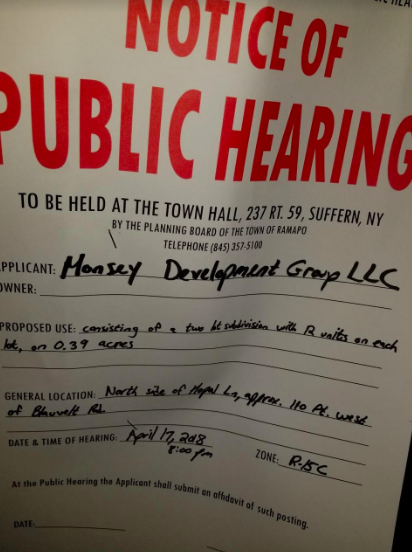 NOTICE OF
PUBLIC HEARING
TO BE HELD AT THE TOWN HALL, 237 RT. 59, SUFFERN, NY
BY THE PLANNING BOARD OF THE TOWN OF RAMAPO
TELEPHONE (845) 357-5100
APPLICANT: Monsey Development Group LLC
OWNER:
PROPOSED USE: consisting of a two lot subdivision with units on each
lot, on 0.39 acres
GENERAL LOCATION: North side of Ln, approx. 110 ft. west
of Blauvelt Rd.
DATE & TIME OF HEARING: April 17, 2018
8:00 pm
ZONE: R-15C
At the Public Hearing the Applicant shall submit an affidavit of such posting.
DATE: